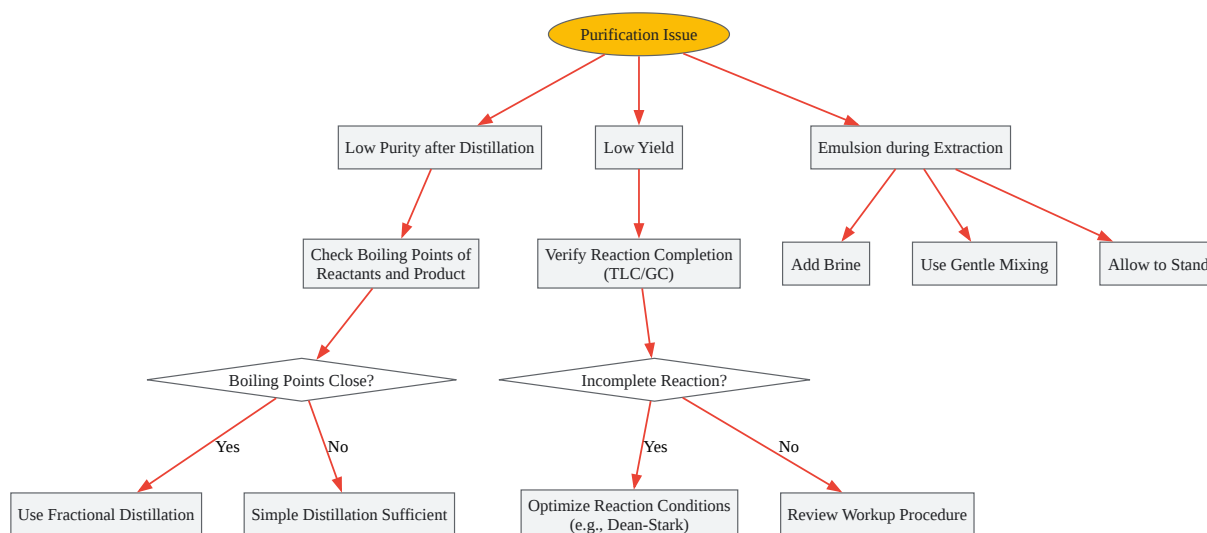 Purification Issue
Low Purity after Distillation
Low Yield
Emulsion during Extraction
Check Boiling Points of
Reactants and Product
Verify Reaction Completion
(TLC/GC)
Add Brine
Use Gentle Mixing
Allow to Stand
Boiling Points Close?
Incomplete Reaction?
Yes
No
Yes
No
Use Fractional Distillation
Simple Distillation Sufficient
Optimize Reaction Conditions
(e.g., Dean-Stark)
Review Workup Procedure